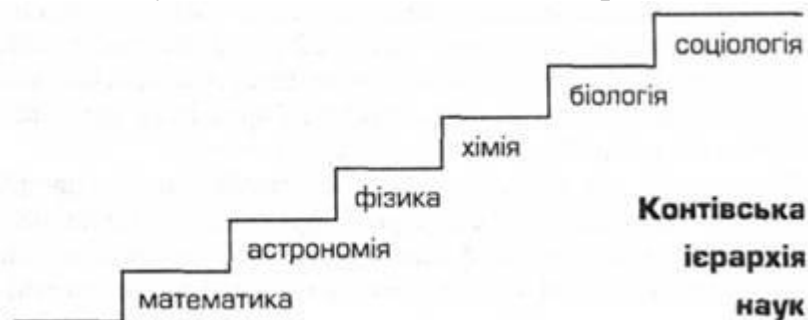 соціологія
біологія
хімія
фізика
Контівська
астрономія
ієрархія
математика
наук